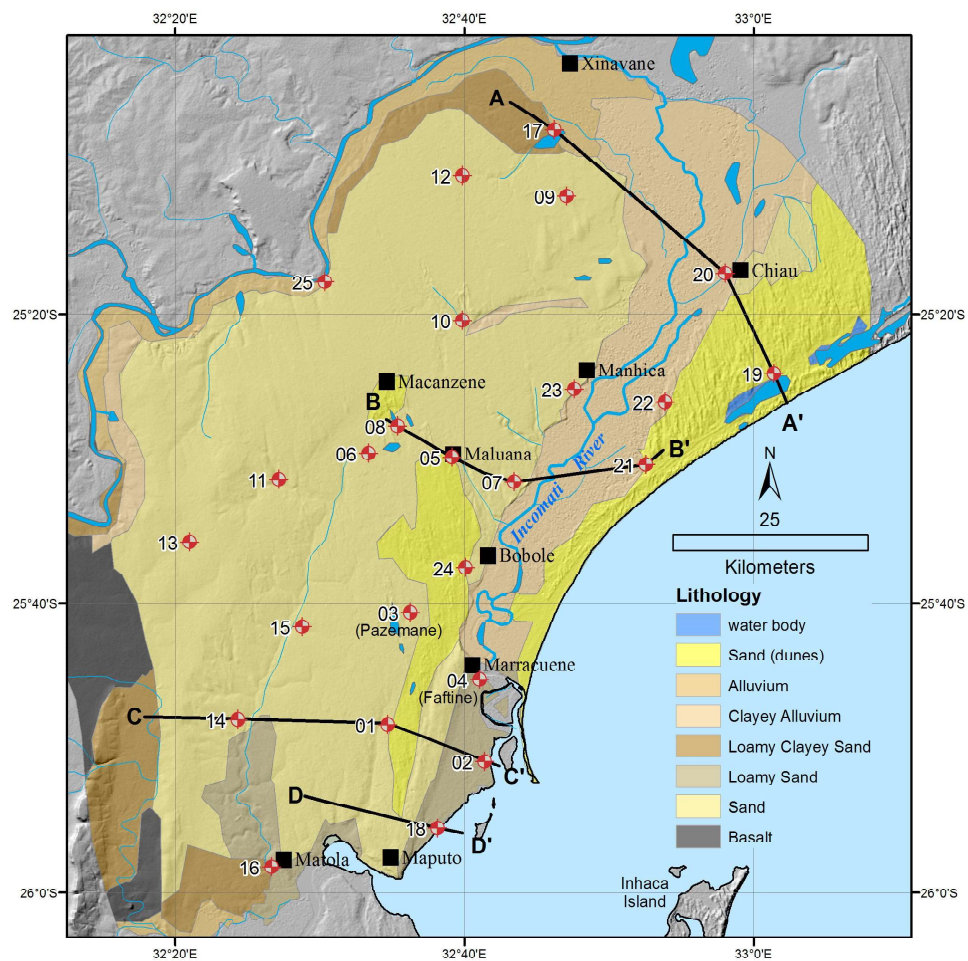 32°20'E 32°40'E 33°0'E
Xinavane
A
17
12
09
20 Chiau
25
25°20'S 10 25°20'S
Manhica
19
Macanzene
23
22
B
A'
08
B'
06 05 Maluana
21
N
11 07
Incomati River
25
13
Bobole
Kilometers
24
Lithology
25°40'S 25°40'S
03
(Pazemane)
water body
15
Sand (dunes)
Marracuene
04
(Faftine)
Alluvium
C 14 01
Clayey Alluvium
Loamy Clayey Sand
02
C'
Loamy Sand
D
Sand
18
D'
Basalt
16 Matola Maputo
Inhaca
Island
26°0'S 26°0'S
32°20'E 32°40'E 33°0'E